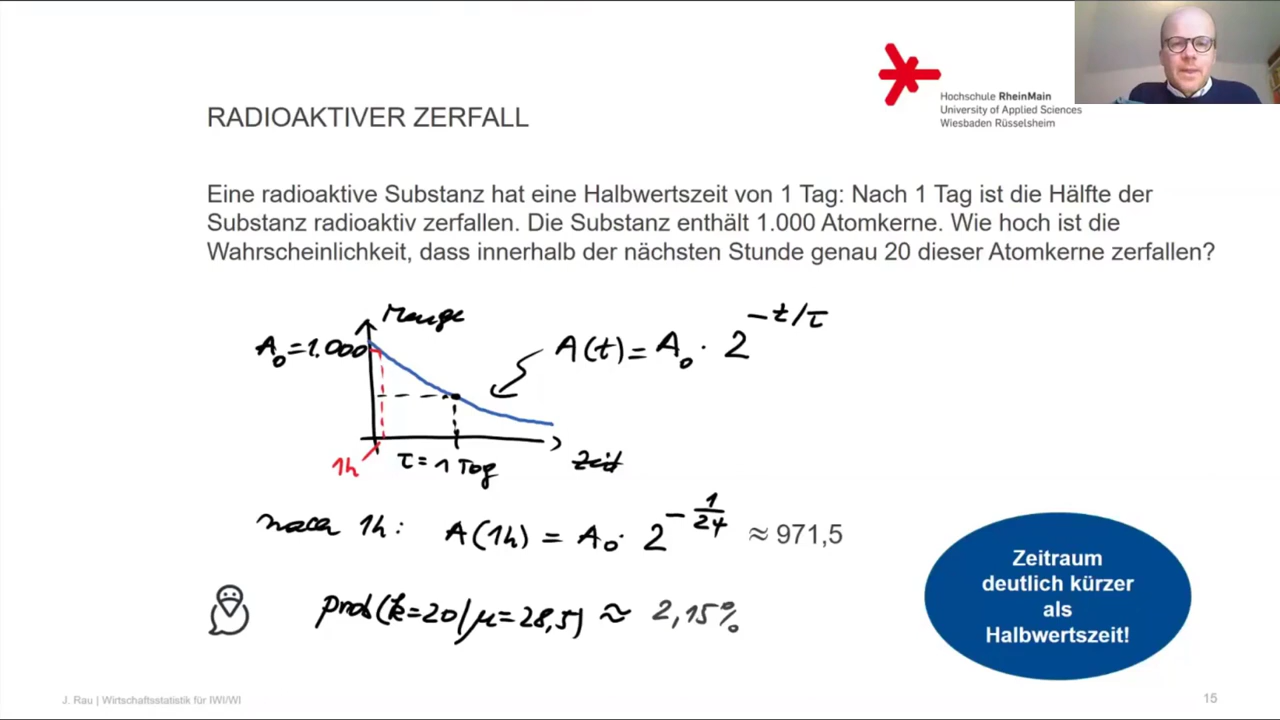 Hochschule RheinMain
University of Applied Sciences
Wiesbaden Rüsselsheim
RADIOAKTIVER ZERFALL
Eine radioaktive Substanz hat eine Halbwertszeit von 1 Tag: Nach 1 Tag ist die Hälfte der
Substanz radioaktiv zerfallen. Die Substanz enthält 1.000 Atomkerne. Wie hoch ist die
Wahrscheinlichkeit, dass innerhalb der nächsten Stunde genau 20 dieser Atomkerne zerfallen?
Menge
A₀=1.000
A(t)=A₀·2^(-t/τ)
1h
τ=1 Tag
Zeit
nach 1h: A(1h) = A₀·2^(-1/24) ≈ 971,5
prob(k=20/μ=28,5) ≈ 2,15%
Zeitraum
deutlich kürzer
als
Halbwertszeit!
J. Rau | Wirtschaftsstatistik für IWI/WI
15